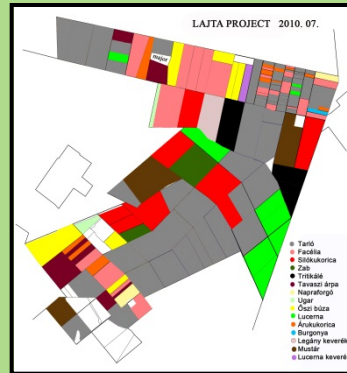 LAJTA PROJECT 2010. 07.
major
Tarló
Facélia
Silókukorica
Zab
Tritikálé
Tavaszi árpa
Napraforgó
Ugar
Őszi búza
Lucerna
Árukukorica
Burgonya
Legány keverék
Mustár
Lucerna keverék